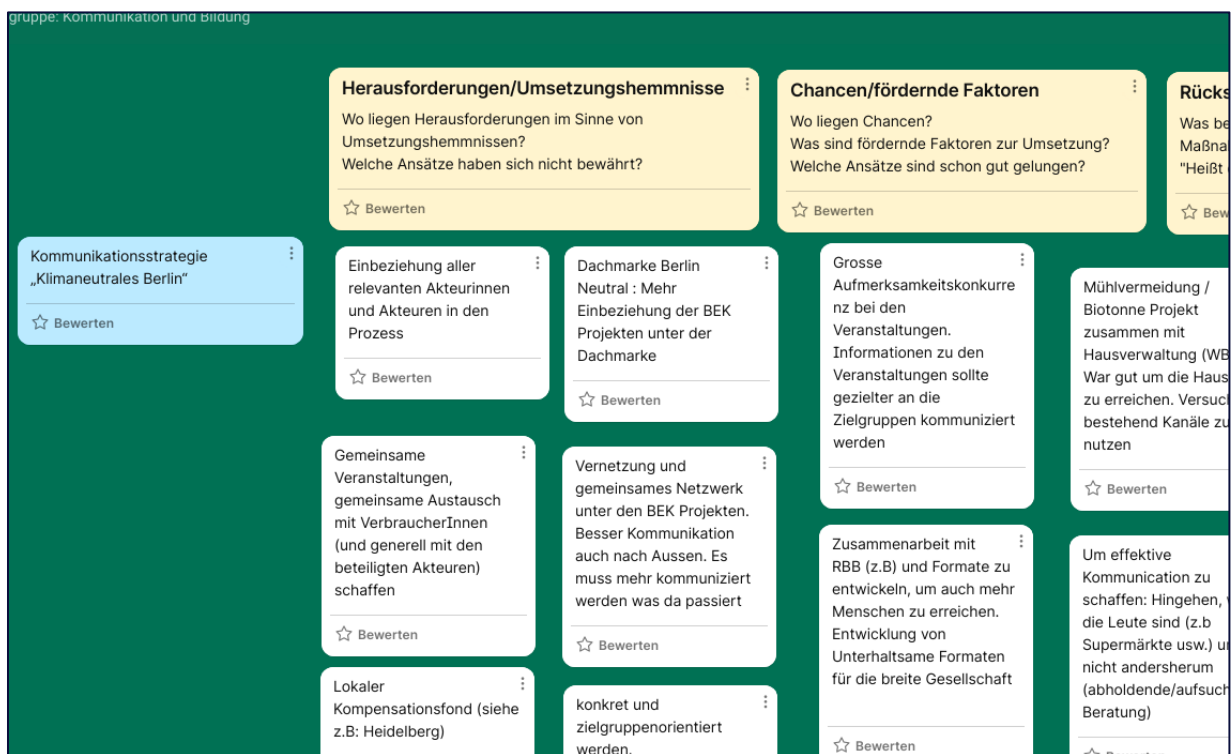 gruppe: Kommunikation und Bildung
Herausforderungen/Umsetzungshemmnisse
Wo liegen Herausforderungen im Sinne von
Umsetzungshemmnissen?
Welche Ansätze haben sich nicht bewährt?
Bewerten
Chancen/fördernde Faktoren
Wo liegen Chancen?
Was sind fördernde Faktoren zur Umsetzung?
Welche Ansätze sind schon gut gelungen?
Bewerten
Rücks
Was be
Maßna
"Heißt
Bew
Kommunikationsstrategie
„Klimaneutrales Berlin“
Bewerten
Einbeziehung aller
relevanten Akteurinnen
und Akteuren in den
Prozess
Bewerten
Dachmarke Berlin
Neutral : Mehr
Einbeziehung der BEK
Projekten unter der
Dachmarke
Bewerten
Grosse
Aufmerksamkeitskonkurre
nz bei den
Veranstaltungen.
Informationen zu den
Veranstaltungen sollte
gezielter an die
Zielgruppen kommuniziert
werden
Bewerten
Mühlvermeidung /
Biotonne Projekt
zusammen mit
Hausverwaltung (WB
War gut um die Haus
zu erreichen. Versuc
bestehend Kanäle zu
nutzen
Bewerten
Gemeinsame
Veranstaltungen,
gemeinsame Austausch
mit VerbraucherInnen
(und generell mit den
beteiligten Akteuren)
schaffen
Bewerten
Vernetzung und
gemeinsames Netzwerk
unter den BEK Projekten.
Besser Kommunikation
auch nach Aussen. Es
muss mehr kommuniziert
werden was da passiert
Bewerten
Zusammenarbeit mit
RBB (z.B) und Formate zu
entwickeln, um auch mehr
Menschen zu erreichen.
Entwicklung von
Unterhaltsame Formaten
für die breite Gesellschaft
Bewerten
Um effektive
Kommunication zu
schaffen: Hingehen,
die Leute sind (z.b
Supermärkte usw.) u
nicht andersherum
(abholdende/aufsuch
Beratung)
Lokaler
Kompensationsfond (siehe
z.B: Heidelberg)
konkret und
zielgruppenorientiert
werden.